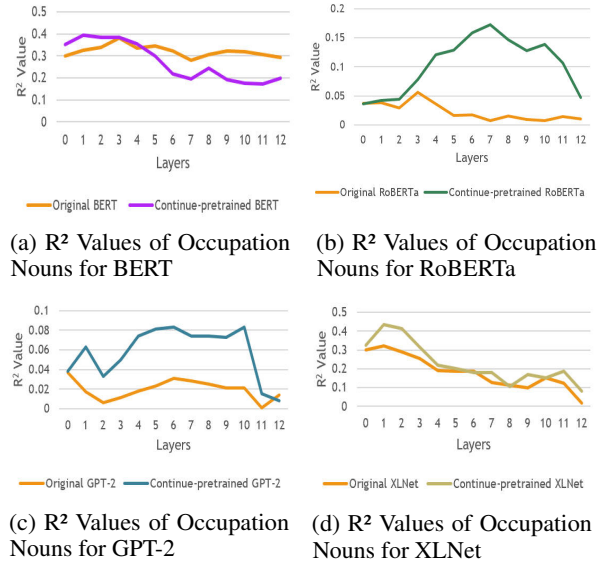 0.5
0.4
0.3
0.2
0.1
0
R² Value
0 1 2 3 4 5 6 7 8 9 10 11 12
Layers
Original BERT Continue-pretrained BERT
(a) R² Values of Occupation
Nouns for BERT
0.2
0.15
0.1
0.05
0
R² Value
0 1 2 3 4 5 6 7 8 9 10 11 12
Layers
Original RoBERTa Continue-pretrained RoBERTa
(b) R² Values of Occupation
Nouns for RoBERTa
0.1
0.08
0.06
0.04
0.02
0
R² Value
0 1 2 3 4 5 6 7 8 9 10 11 12
Layers
Original GPT-2 Continue-pretrained GPT-2
(c) R² Values of Occupation
Nouns for GPT-2
0.5
0.4
0.3
0.2
0.1
0
R² Value
0 1 2 3 4 5 6 7 8 9 10 11 12
Layers
Original XLNet Continue-pretrained XLNet
(d) R² Values of Occupation
Nouns for XLNet